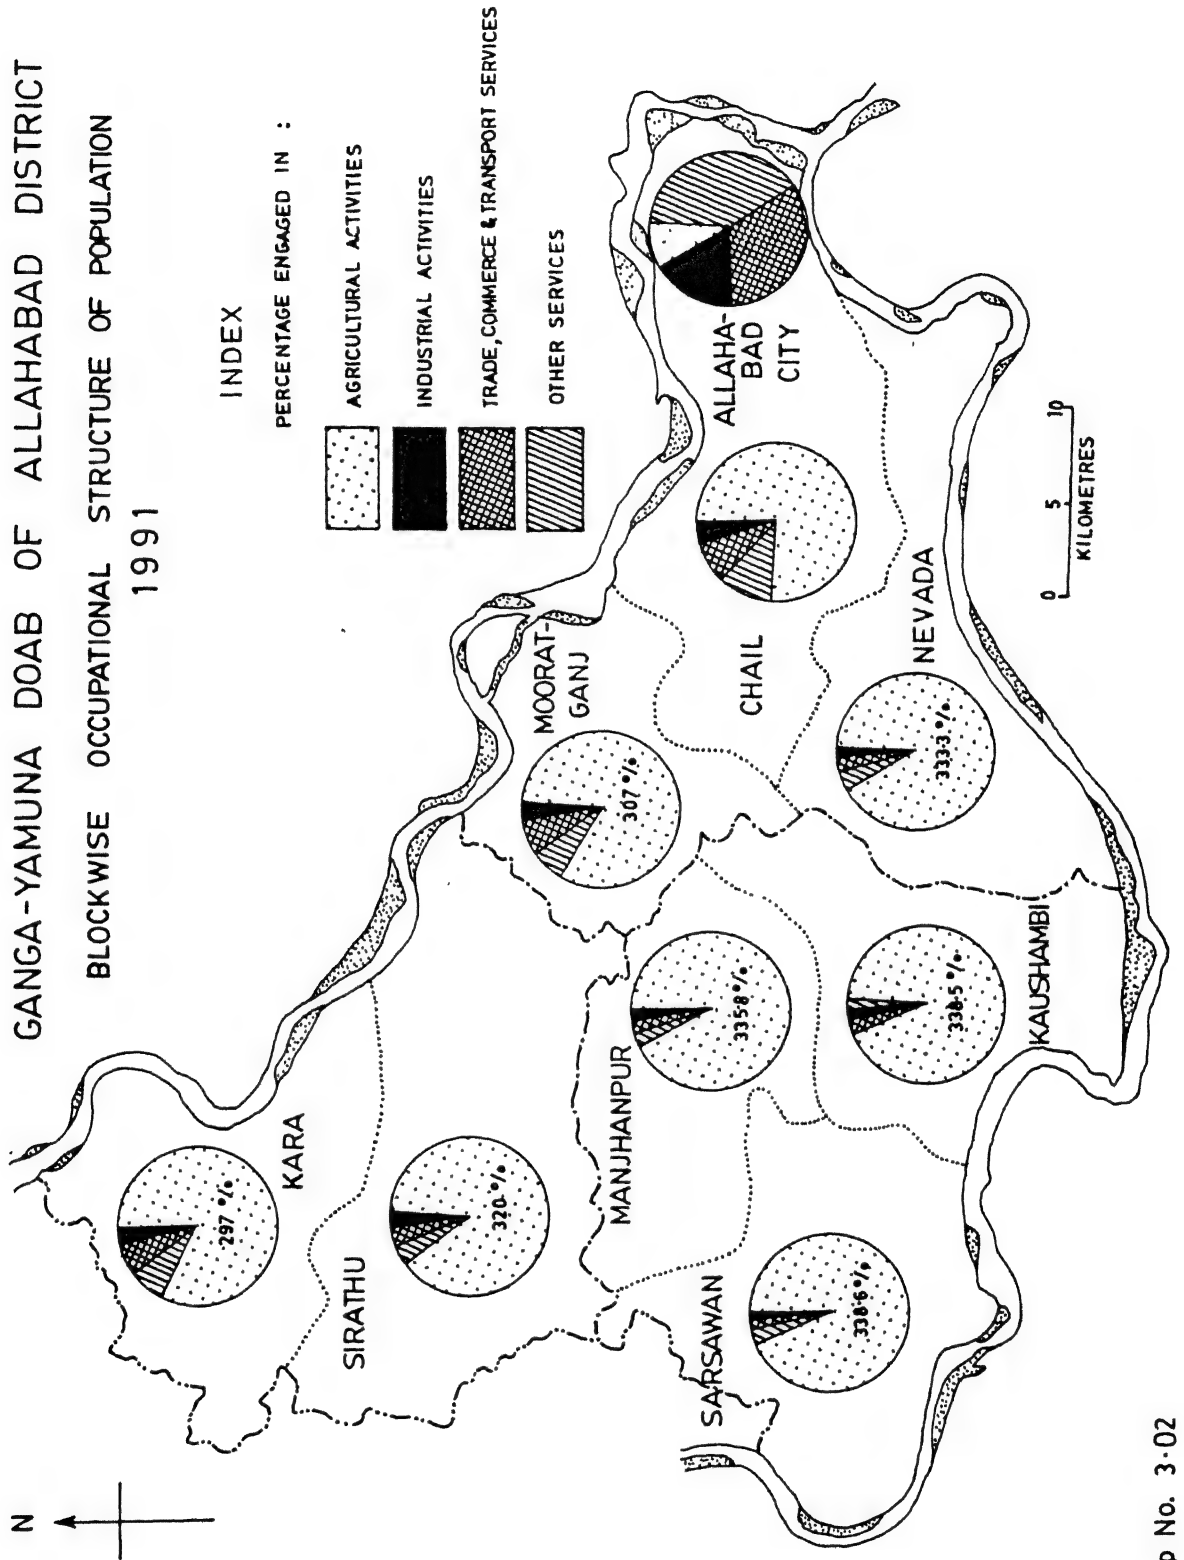 GANGA-YAMUNA DOAB OF ALLAHABAD DISTRICT
BLOCKWISE OCCUPATIONAL STRUCTURE OF POPULATION
1991
N
INDEX
PERCENTAGE ENGAGED IN :
AGRICULTURAL ACTIVITIES
INDUSTRIAL ACTIVITIES
TRADE, COMMERCE & TRANSPORT SERVICES
OTHER SERVICES
KARA
297 %
SIRATHU
320 %
MOORAT-
GANJ
307 %
MANJHANPUR
335.8 %
SARSAWAN
338.6 %
KAUSHAMBI
338.5 %
CHAIL
NEVADA
333.3 %
ALLAHA-
BAD
CITY
0 5 10
KILOMETRES
p No. 3.02